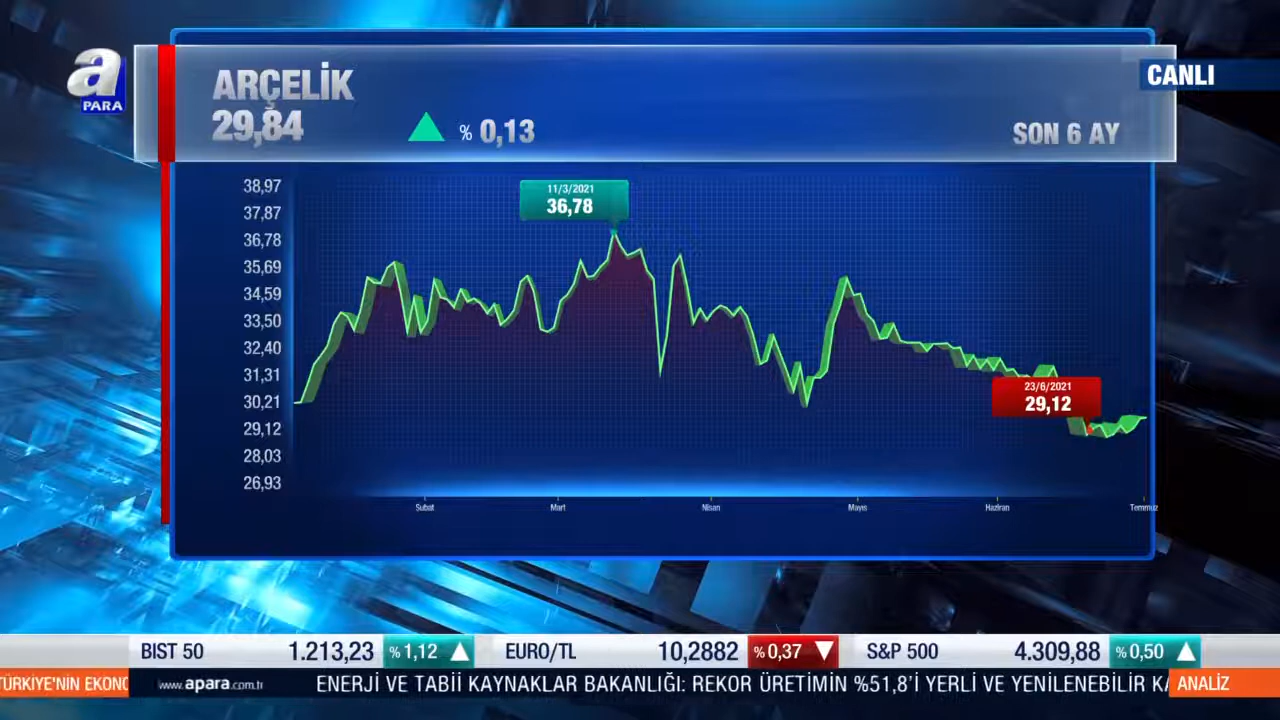 a
PARA
ARÇELİK
29,84
% 0,13
SON 6 AY
CANLI
38,97
37,87
36,78
35,69
34,59
33,50
32,40
31,31
30,21
29,12
28,03
26,93
11/3/2021
36,78
23/6/2021
29,12
Şubat
Mart
Nisan
Mayıs
Haziran
Temmuz
BIST 50 1.213,23 %1,12
EURO/TL 10,2882 %0,37
S&P 500 4.309,88 %0,50
TÜRKİYE'NİN EKONO
www.apara.com.tr
ENERJİ VE TABİİ KAYNAKLAR BAKANLIĞI: REKOR ÜRETİMİN %51,8'İ YERLİ VE YENİLENEBİLİR KA
ANALİZ